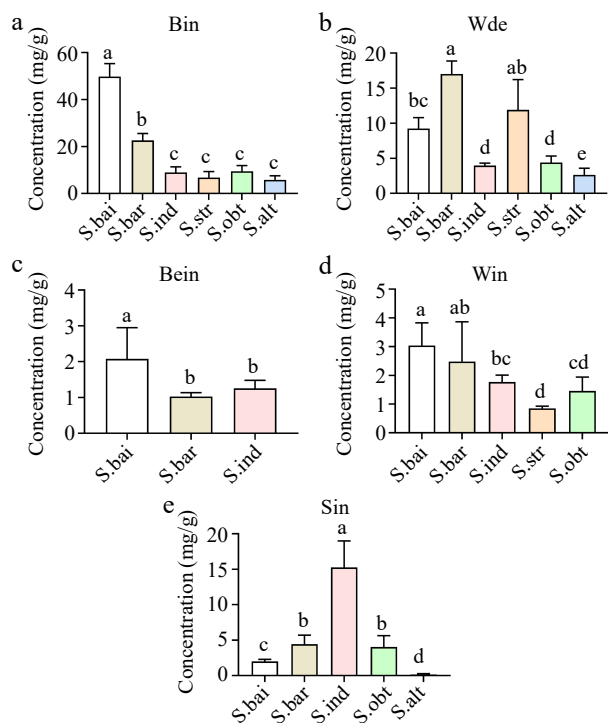 a
Bin
Concentration (mg/g)
60
40
20
0
a
b
c
c
c
c
S.bai
S.bar
S.ind
S.str
S.obt
S.alt
b
Wde
Concentration (mg/g)
20
15
10
5
0
bc
a
d
ab
d
e
S.bai
S.bar
S.ind
S.str
S.obt
S.alt
c
Bein
Concentration (mg/g)
4
3
2
1
0
a
b
b
S.bai
S.bar
S.ind
d
Win
Concentration (mg/g)
5
4
3
2
1
0
a
ab
bc
d
cd
S.bai
S.bar
S.ind
S.str
S.obt
e
Sin
Concentration (mg/g)
20
15
10
5
0
c
b
a
b
d
S.bai
S.bar
S.ind
S.obt
S.alt